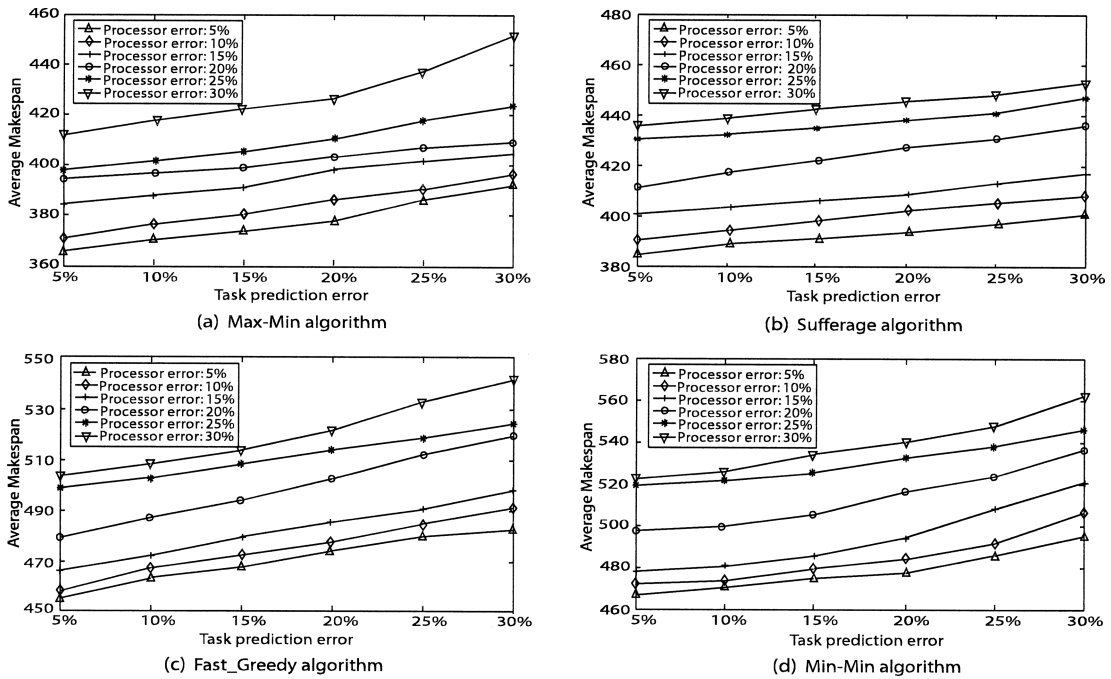 460
440
420
400
380
360
Average Makespan
Processor error: 5%
Processor error: 10%
Processor error: 15%
Processor error: 20%
Processor error: 25%
Processor error: 30%
5% 10% 15% 20% 25% 30%
Task prediction error
(a) Max-Min algorithm
480
460
440
420
400
380
Average Makespan
Processor error: 5%
Processor error: 10%
Processor error: 15%
Processor error: 20%
Processor error: 25%
Processor error: 30%
5% 10% 15% 20% 25% 30%
Task prediction error
(b) Sufferage algorithm
550
530
510
490
470
450
Average Makespan
Processor error: 5%
Processor error: 10%
Processor error: 15%
Processor error: 20%
Processor error: 25%
Processor error: 30%
5% 10% 15% 20% 25% 30%
Task prediction error
(c) Fast_Greedy algorithm
580
560
540
520
500
480
460
Average Makespan
Processor error: 5%
Processor error: 10%
Processor error: 15%
Processor error: 20%
Processor error: 25%
Processor error: 30%
5% 10% 15% 20% 25% 30%
Task prediction error
(d) Min-Min algorithm